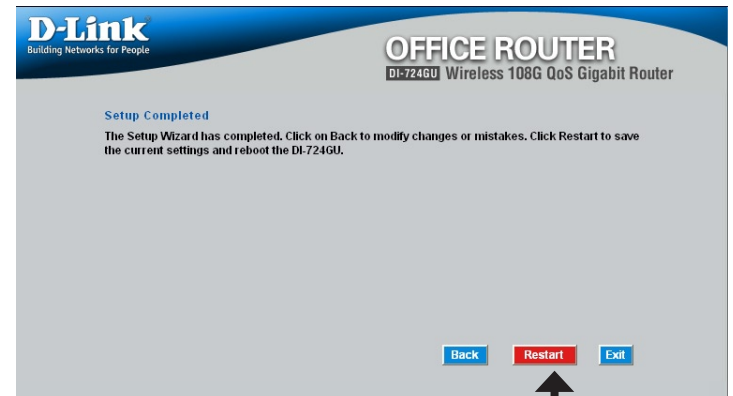 D-Link
Building Networks for People
OFFICE ROUTER
DI-724GU Wireless 108G QoS Gigabit Router
Setup Completed
The Setup Wizard has completed. Click on Back to modify changes or mistakes. Click Restart to save
the current settings and reboot the DI-724GU.
Back Restart Exit